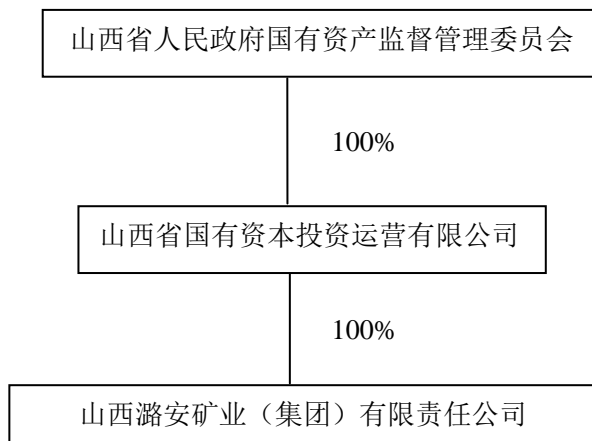 山西省人民政府国有资产监督管理委员会
100%
山西省国有资本投资运营有限公司
100%
山西潞安矿业（集团）有限责任公司